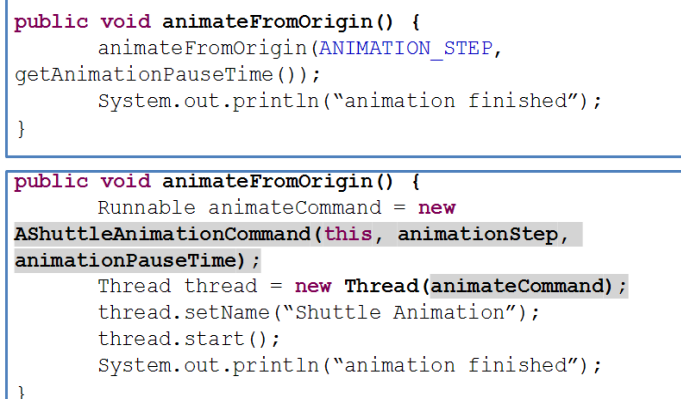 public void animateFromOrigin() {
animateFromOrigin(ANIMATION_STEP,
getAnimationPauseTime());
System.out.println(“animation finished”);
}
public void animateFromOrigin() {
Runnable animateCommand = new
AShuttleAnimationCommand(this, animationStep,
animationPauseTime);
Thread thread = new Thread(animateCommand);
thread.setName(“Shuttle Animation”);
thread.start();
System.out.println(“animation finished”);
}